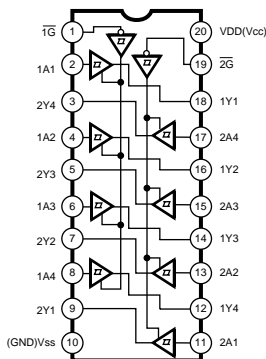 1G 1 20 VDD(Vcc)
19 2G
1A1 2
18 1Y1
2Y4 3 17 2A4
1A2 4
16 1Y2
2Y3 5 15 2A3
1A3 6
14 1Y3
2Y2 7 13 2A2
1A4 8
12 1Y4
2Y1 9
(GND)Vss 10 11 2A1